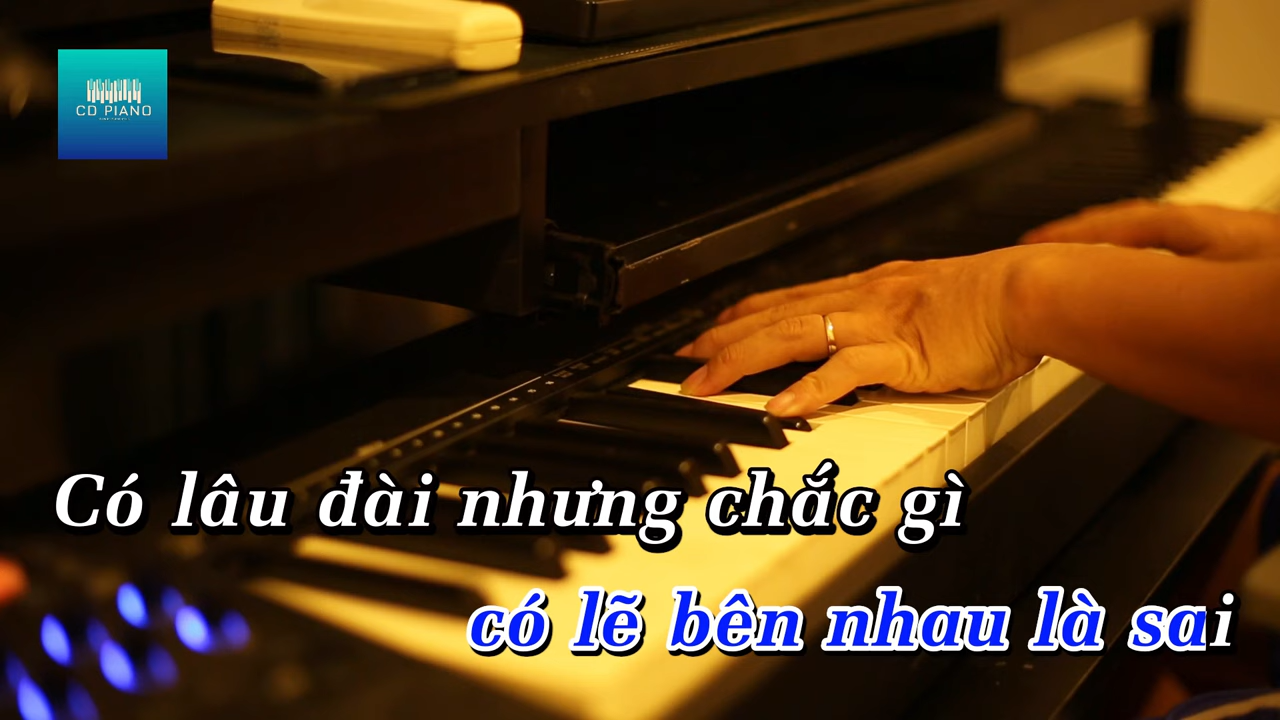 CD PIANO
Có lâu đài nhưng chắc gì
có lẽ bên nhau là sai